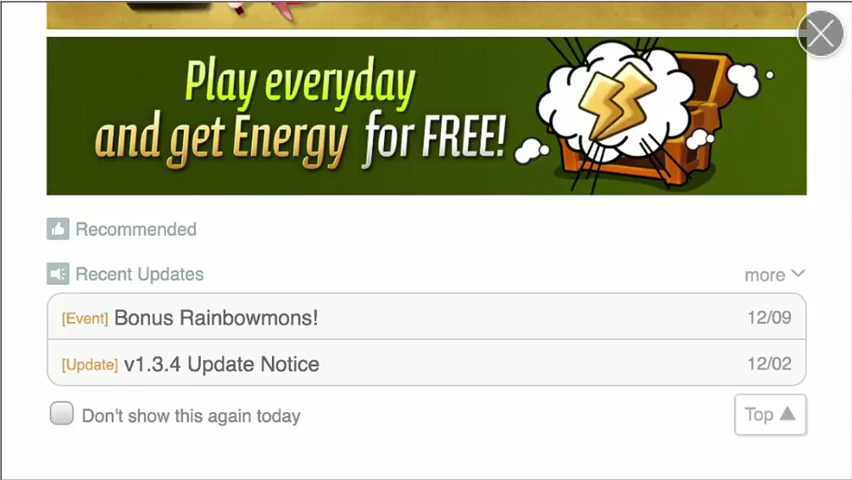 Play everyday
and get Energy for FREE!
Recommended
Recent Updates
more
[Event] Bonus Rainbowmons! 12/09
[Update] v1.3.4 Update Notice 12/02
Don't show this again today
Top